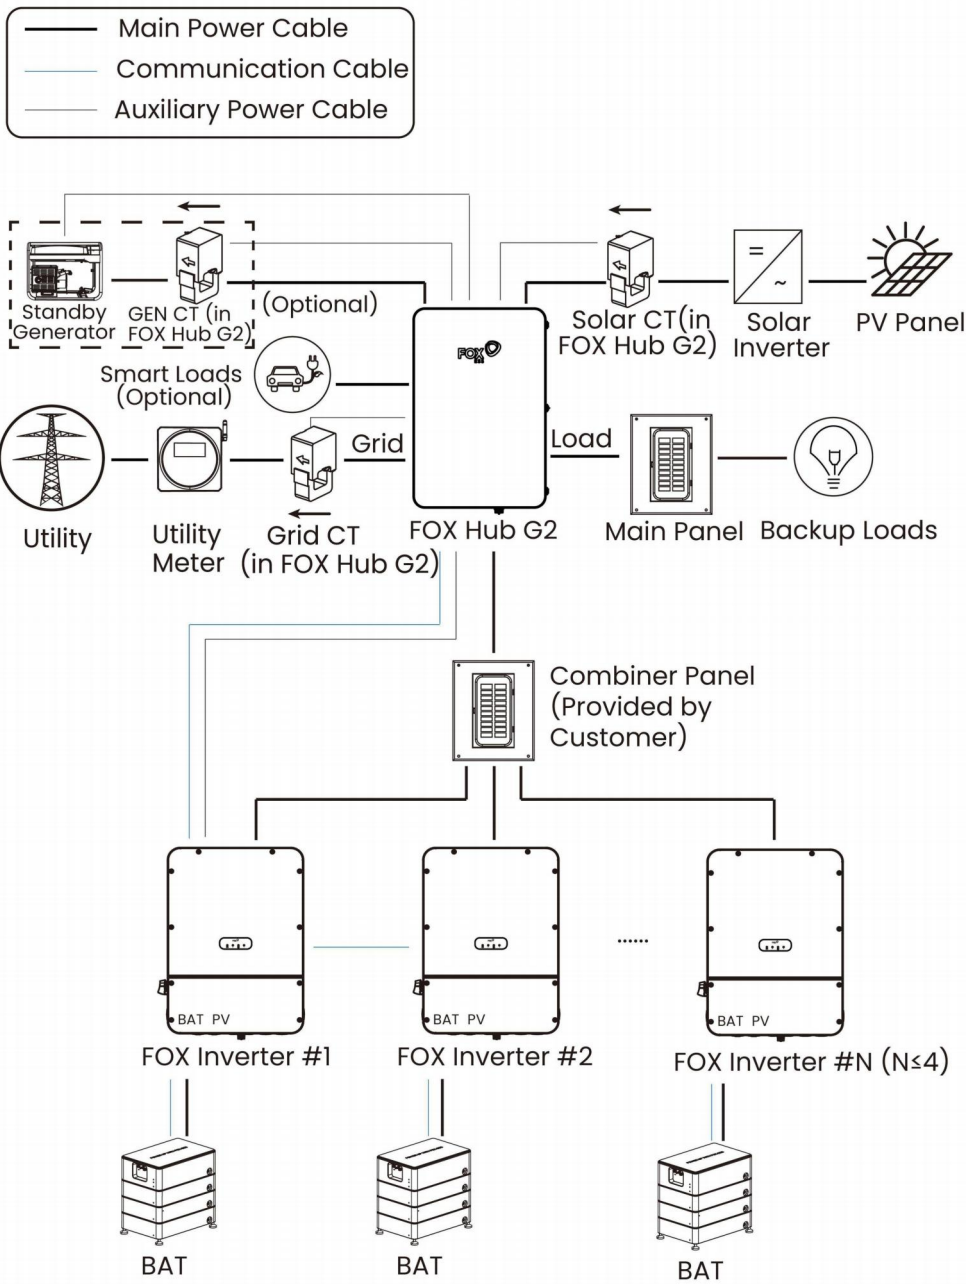 Main Power Cable
Communication Cable
Auxiliary Power Cable
Standby
Generator
GEN CT (in
FOX Hub G2)
(Optional)
Solar CT(in
FOX Hub G2)
Solar
Inverter
PV Panel
FOX
Smart Loads
(Optional)
Grid
Load
Utility
Utility
Meter
Grid CT
(in FOX Hub G2)
FOX Hub G2
Main Panel
Backup Loads
Combiner Panel
(Provided by
Customer)
BAT PV
BAT PV
BAT PV
FOX Inverter #1
FOX Inverter #2
......
FOX Inverter #N (N≤4)
BAT
BAT
BAT